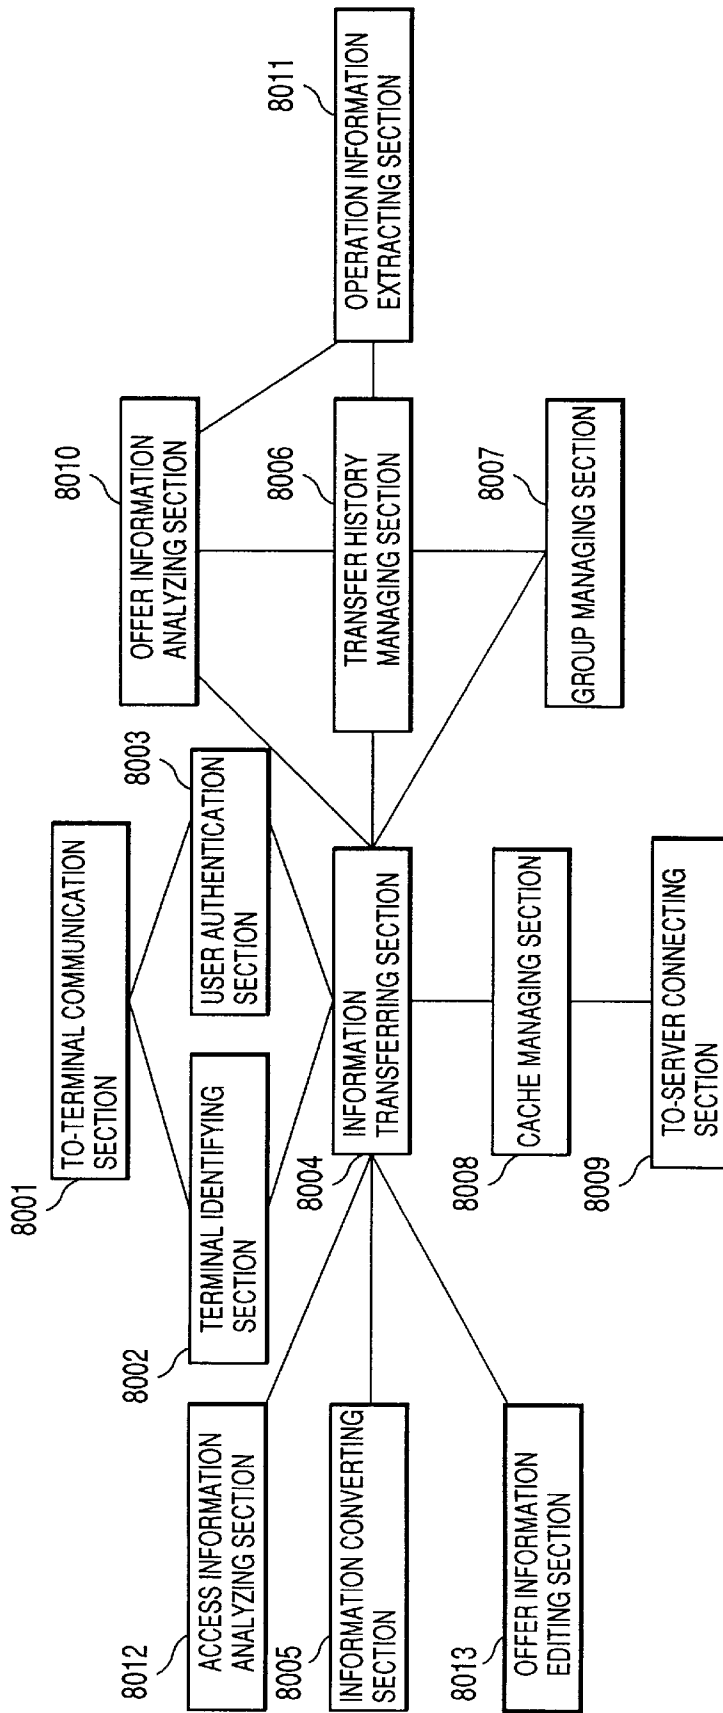 8001
TO-TERMINAL COMMUNICATION
SECTION
8002
TERMINAL IDENTIFYING
SECTION
8003
USER AUTHENTICATION
SECTION
8012
ACCESS INFORMATION
ANALYZING SECTION
8005
INFORMATION CONVERTING
SECTION
8013
OFFER INFORMATION
EDITING SECTION
8004
INFORMATION
TRANSFERRING SECTION
8008
CACHE MANAGING SECTION
8009
TO-SERVER CONNECTING
SECTION
8010
OFFER INFORMATION
ANALYZING SECTION
8006
TRANSFER HISTORY
MANAGING SECTION
8007
GROUP MANAGING SECTION
8011
OPERATION INFORMATION
EXTRACTING SECTION